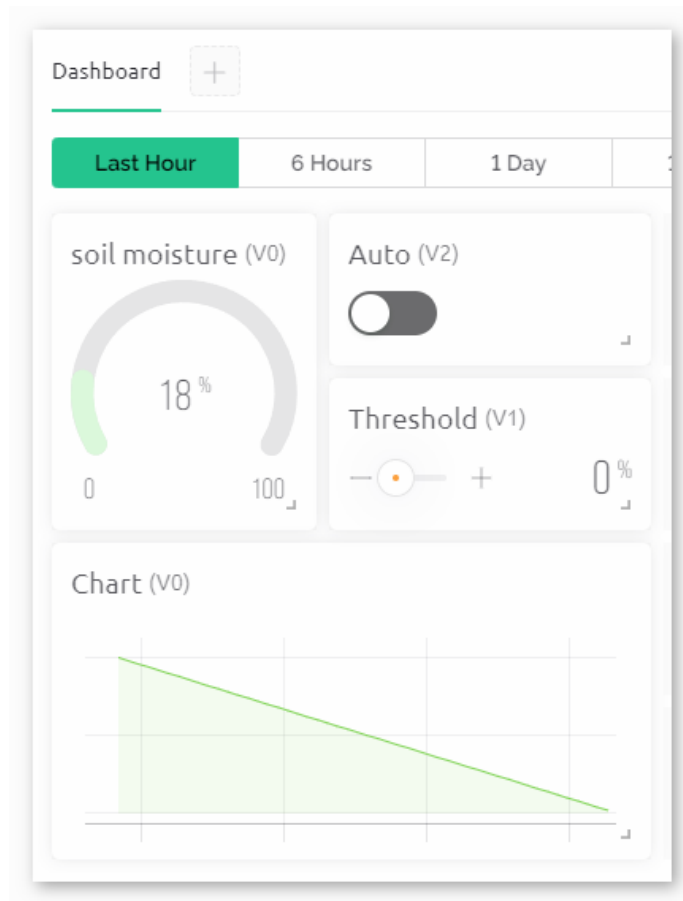 Dashboard +
Last Hour 6 Hours 1 Day
soil moisture (V0)
18 %
0 100
Auto (V2)
Threshold (V1)
– + 0 %
Chart (V0)